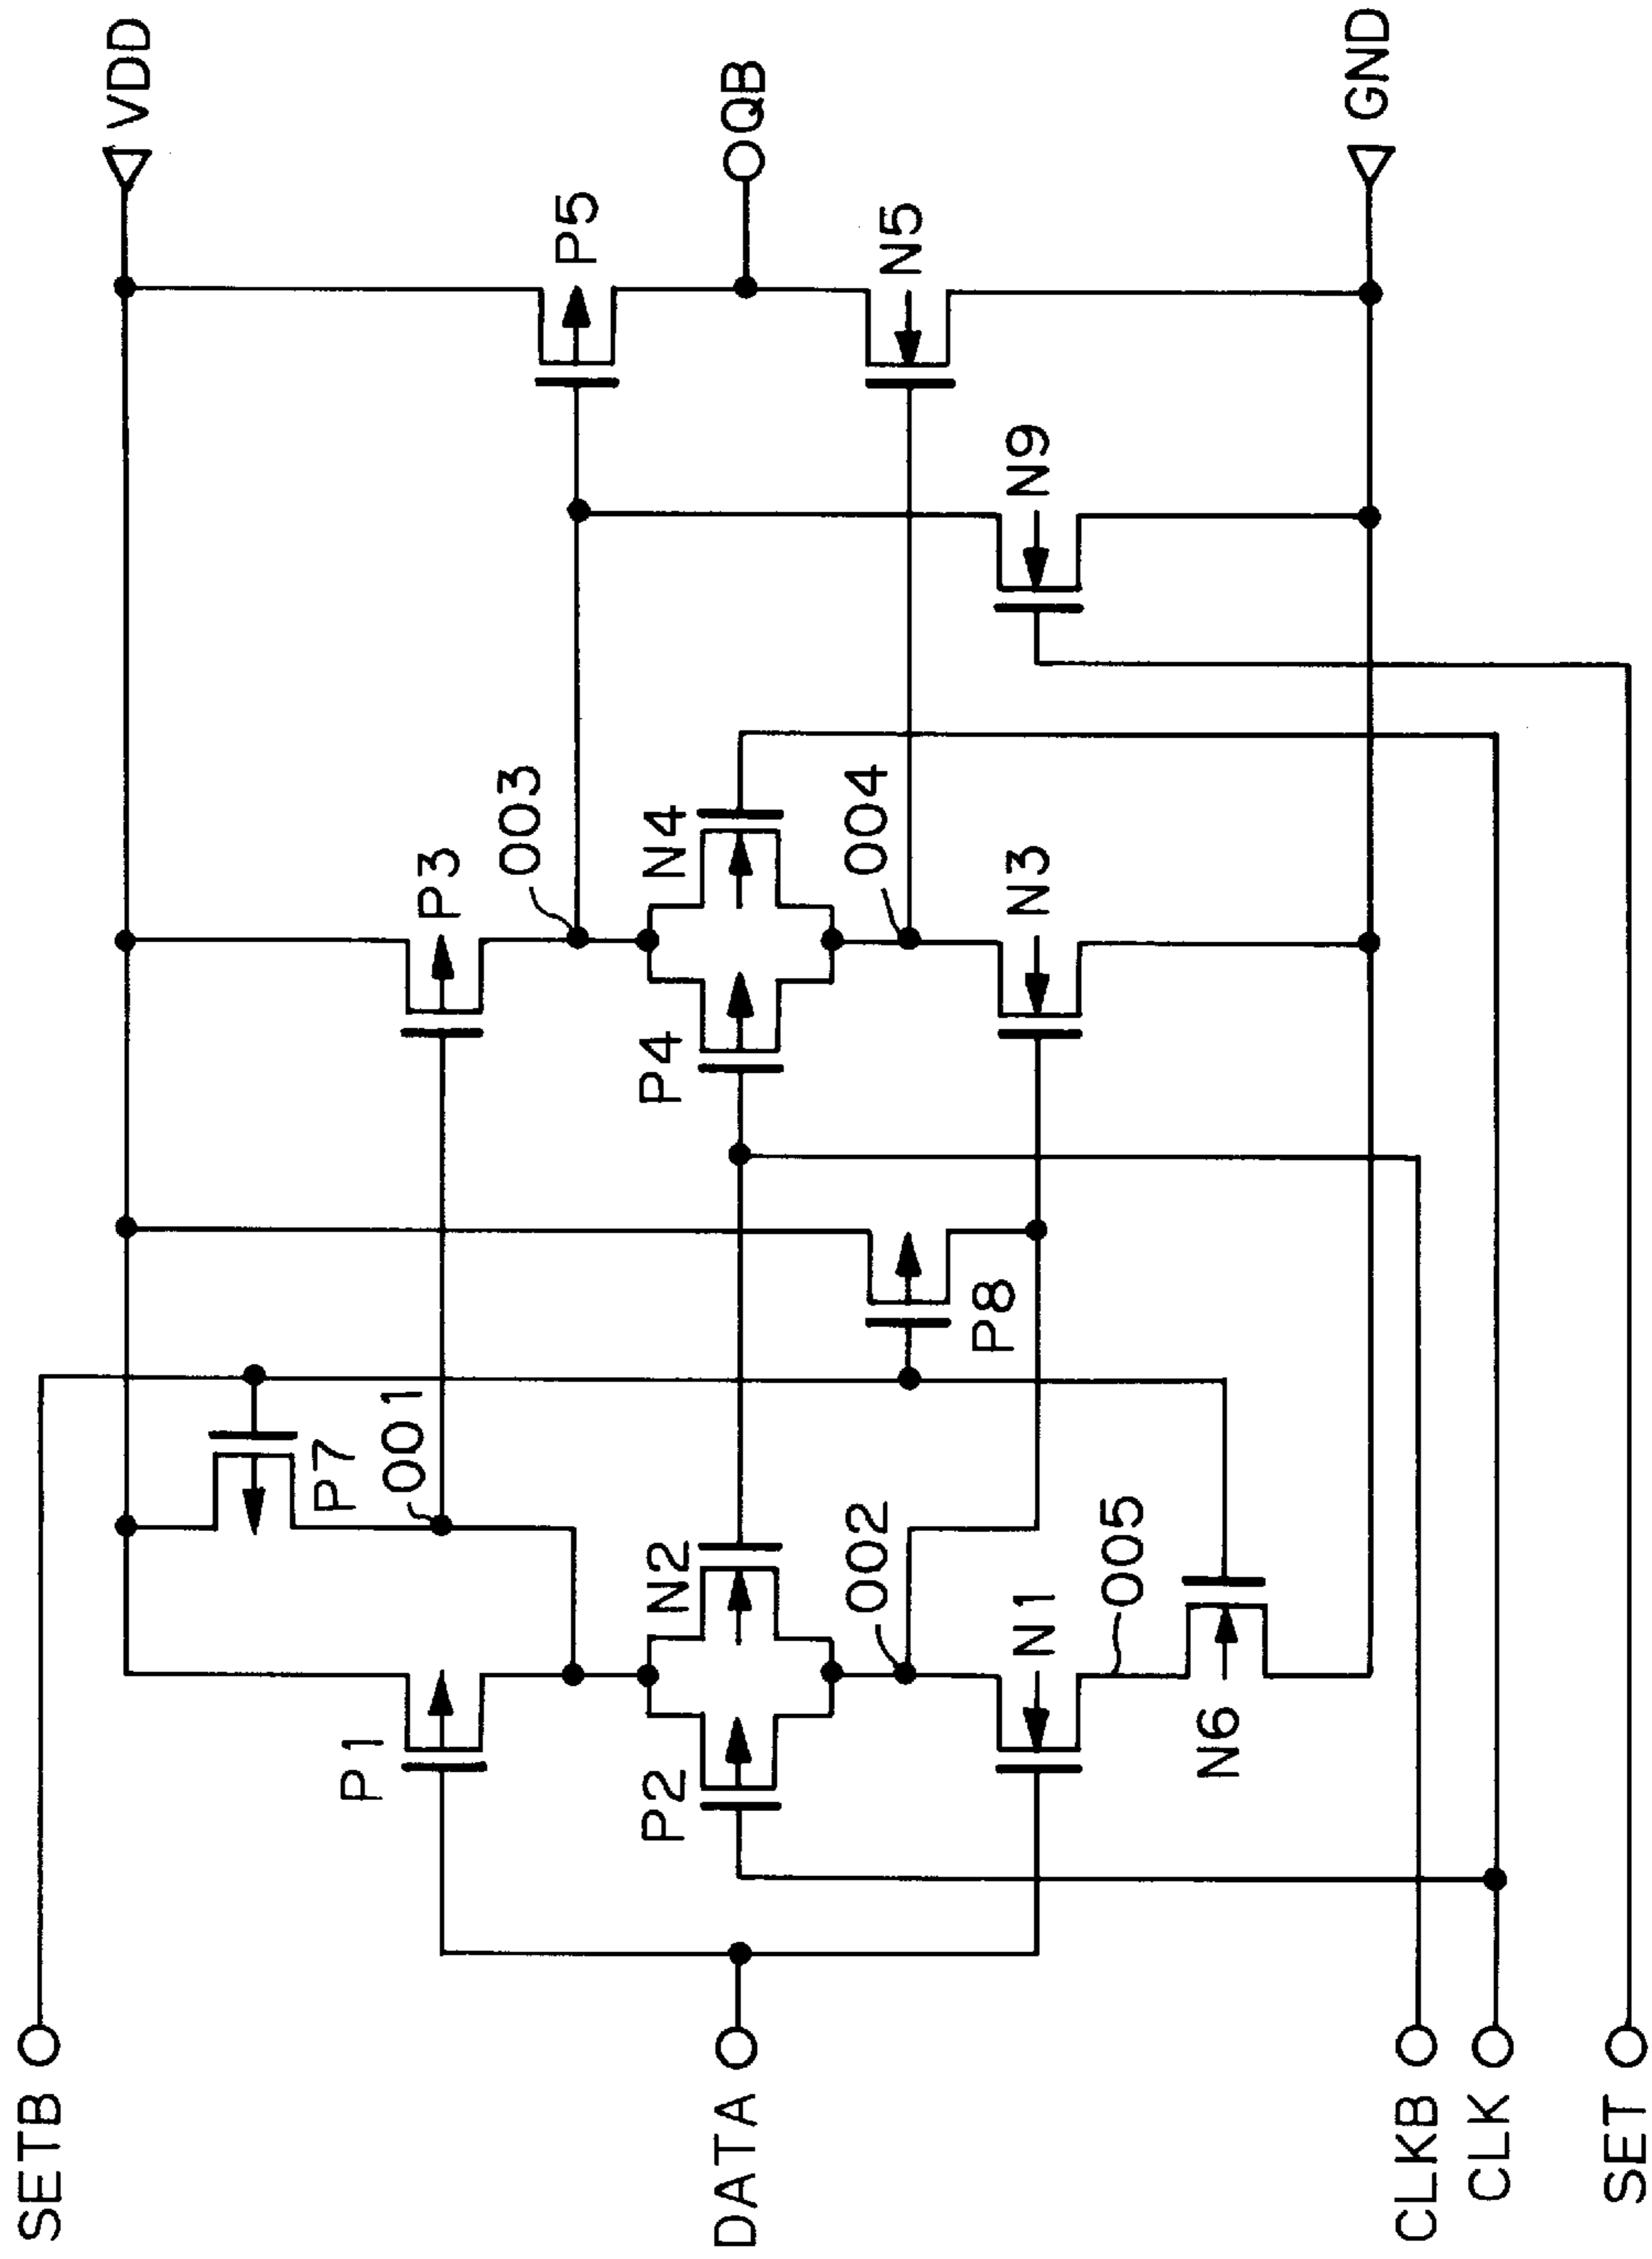 SETB
VDD
P7
001
P1
P3
003
P5
P2
N2
P4
N4
QB
DATA
002
P8
004
N5
N1
N3
N9
005
N6
GND
CLKB
CLK
SET